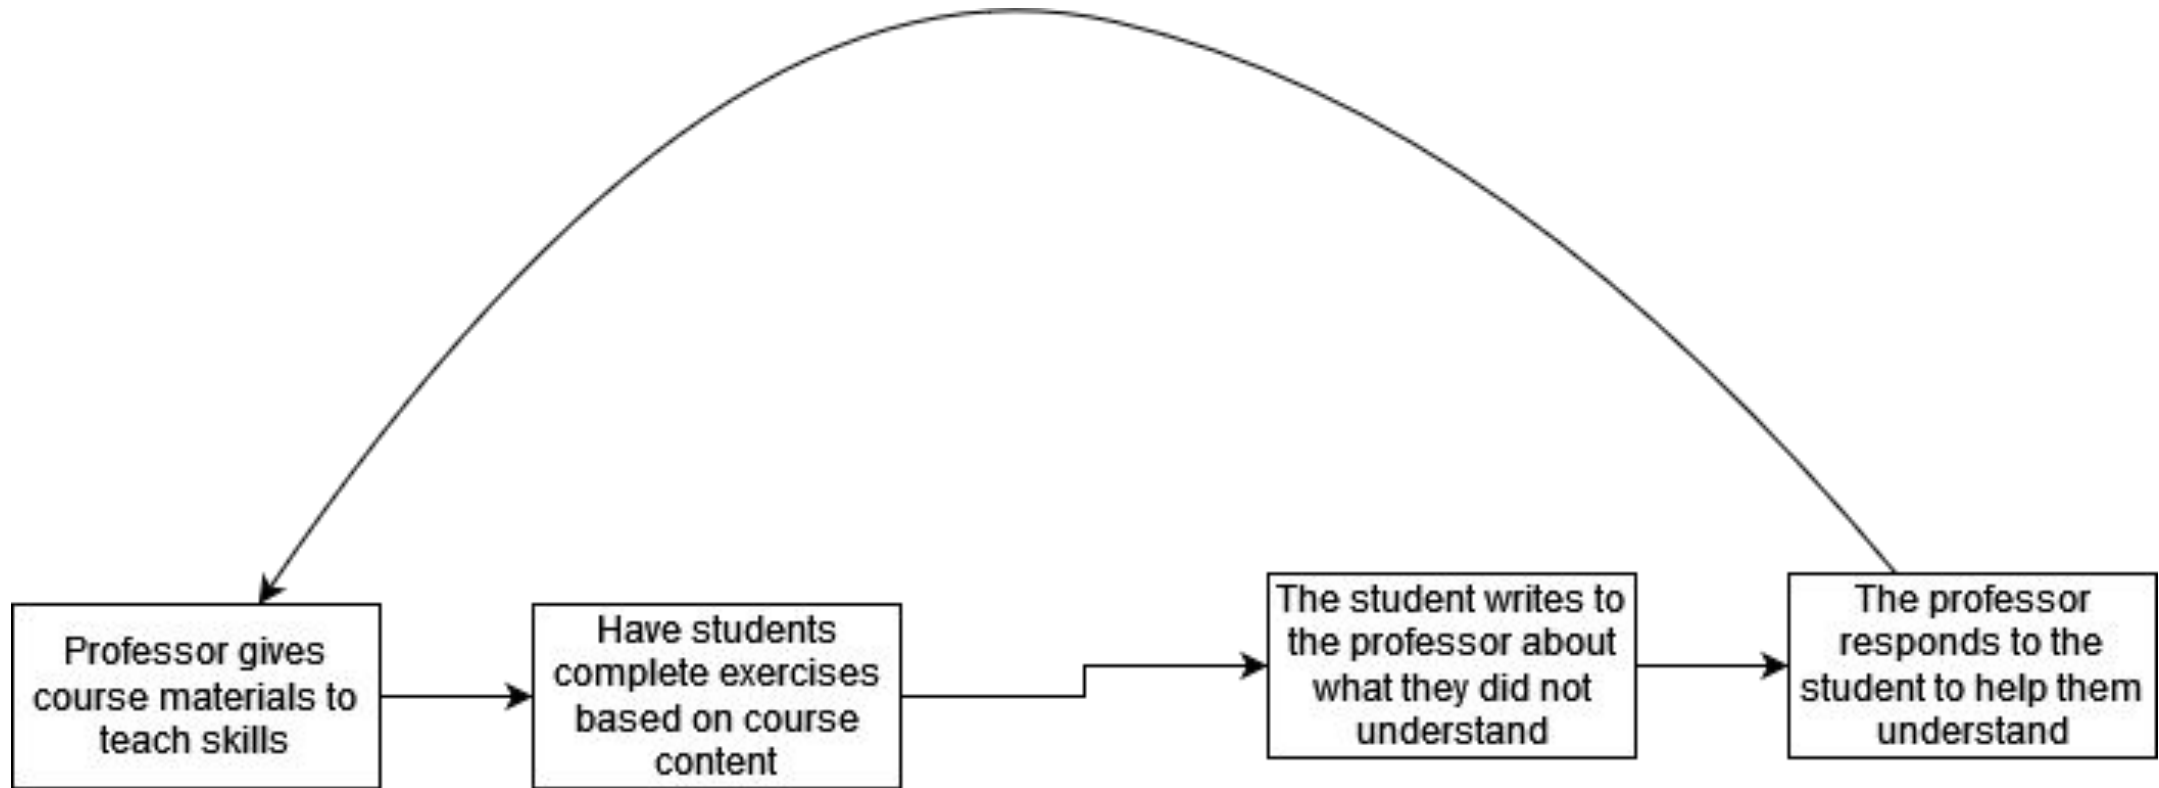 Professor gives
course materials to
teach skills
Have students
complete exercises
based on course
content
The student writes to
the professor about
what they did not
understand
The professor
responds to the
student to help them
understand